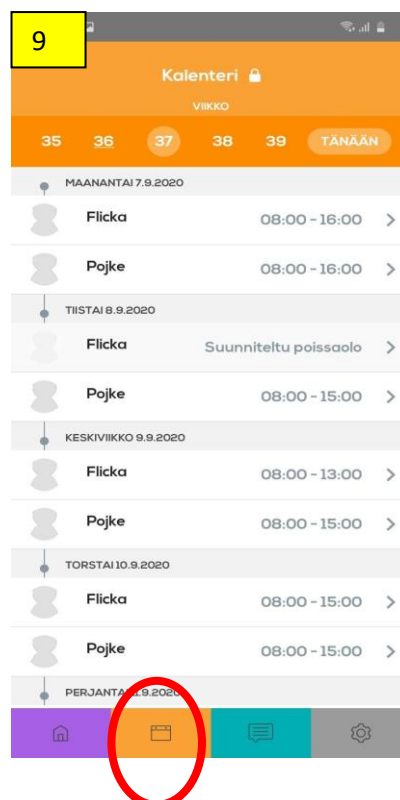 9
Kalenteri
VIIKKO
35 36 37 38 39 TÄNÄÄN
MAANANTAI 7.9.2020
Flicka 08:00 - 16:00
Pojke 08:00 - 16:00
TIISTAI 8.9.2020
Flicka Suunniteltu poissaolo
Pojke 08:00 - 15:00
KESKIVIIKKO 9.9.2020
Flicka 08:00 - 13:00
Pojke 08:00 - 15:00
TORSTAI 10.9.2020
Flicka 08:00 - 15:00
Pojke 08:00 - 15:00
PERJANTAI 11.9.2020